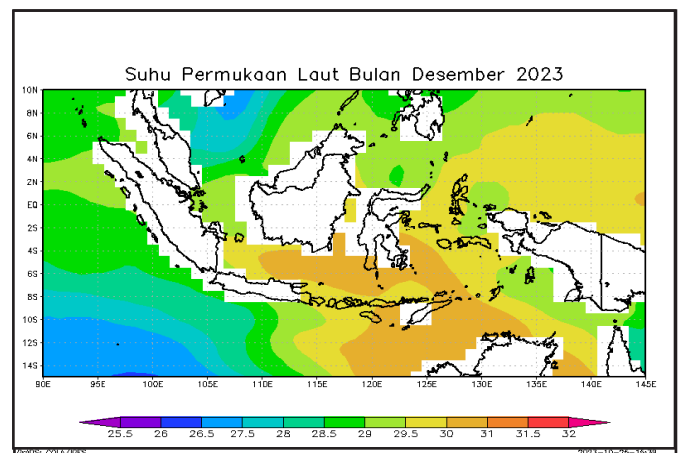 Suhu Permukaan Laut Bulan Desember 2023
10N
8N
6N
4N
2N
EQ
2S
4S
6S
8S
10S
12S
14S
90E 95E 100E 105E 110E 115E 120E 125E 130E 135E 140E 145E
25.5 26 26.5 27.5 28 28.5 29 29.5 30 31 31.5 32